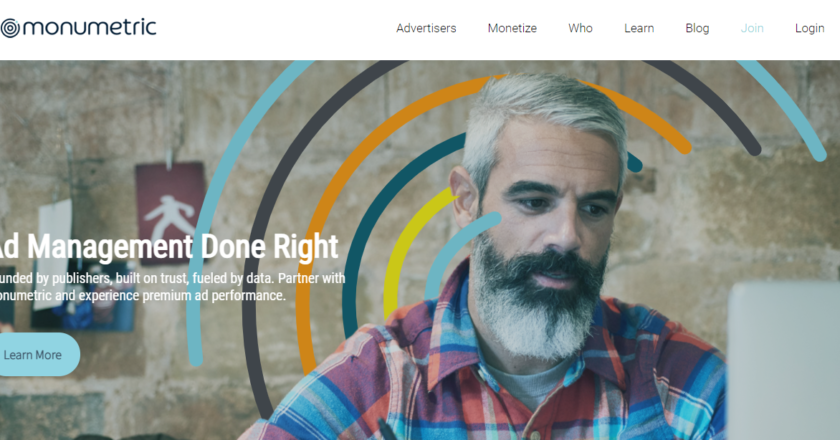 monumetric
Advertisers Monetize Who Learn Blog Join Login
Ad Management Done Right
ounded by publishers, built on trust, fueled by data. Partner with
onumetric and experience premium ad performance.
Learn More